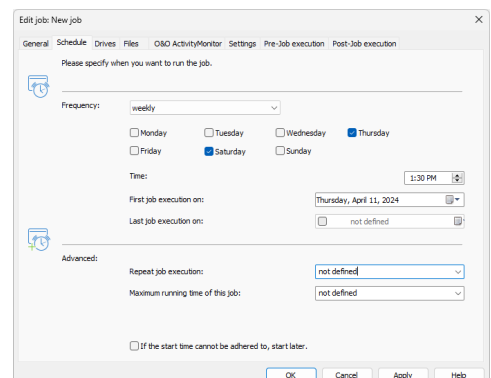 Edit job: New job
General Schedule Drives Files O&O ActivityMonitor Settings Pre-Job execution Post-Job execution
Please specify when you want to run the job.
Frequency: weekly
Monday Tuesday Wednesday Thursday
Friday Saturday Sunday
Time: 1:30 PM
First job execution on: Thursday, April 11, 2024
Last job execution on: not defined
Advanced:
Repeat job execution: not defined
Maximum running time of this job: not defined
If the start time cannot be adhered to, start later.
OK Cancel Apply Help